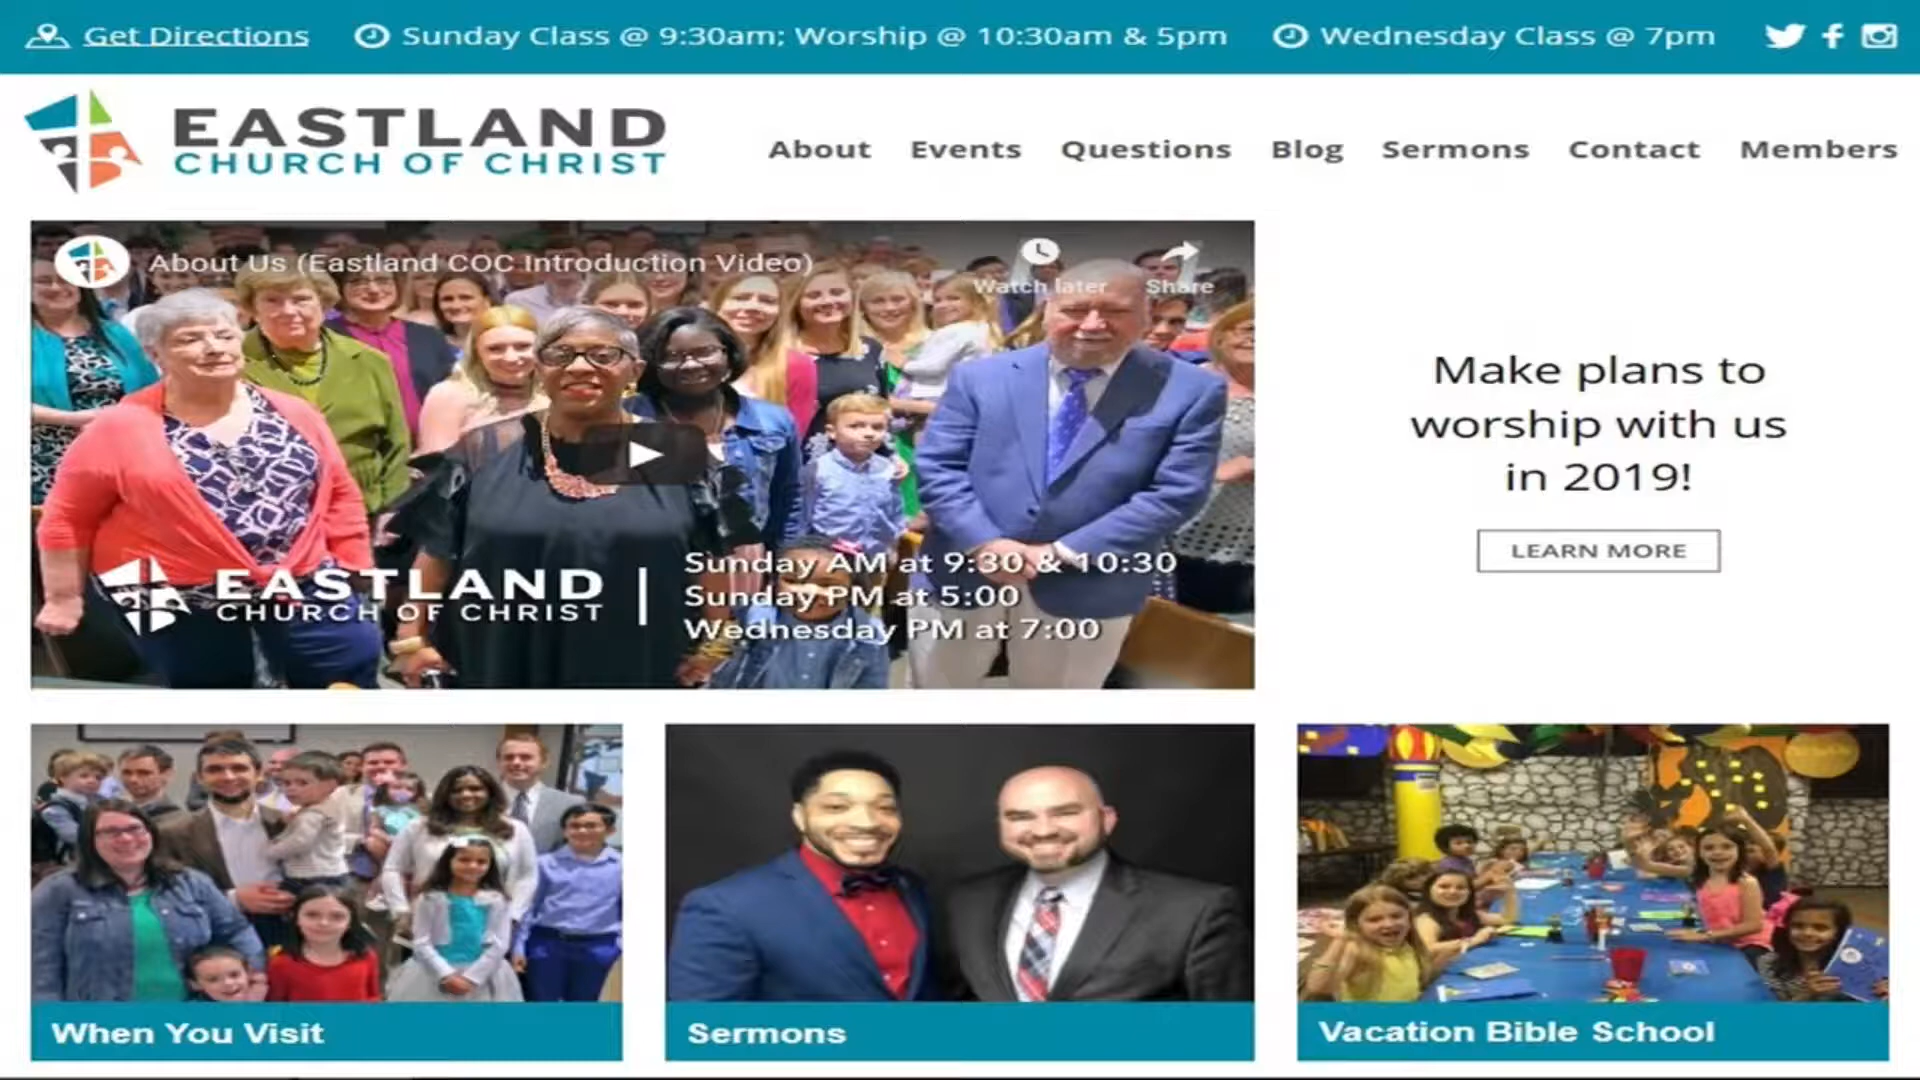 Get Directions
Sunday Class @ 9:30am; Worship @ 10:30am & 5pm
Wednesday Class @ 7pm
EASTLAND
CHURCH OF CHRIST
About
Events
Questions
Blog
Sermons
Contact
Members
About Us (Eastland COC Introduction Video)
Watch later
Share
EASTLAND
CHURCH OF CHRIST
Sunday AM at 9:30 & 10:30
Sunday PM at 5:00
Wednesday PM at 7:00
Make plans to
worship with us
in 2019!
LEARN MORE
When You Visit
Sermons
Vacation Bible School